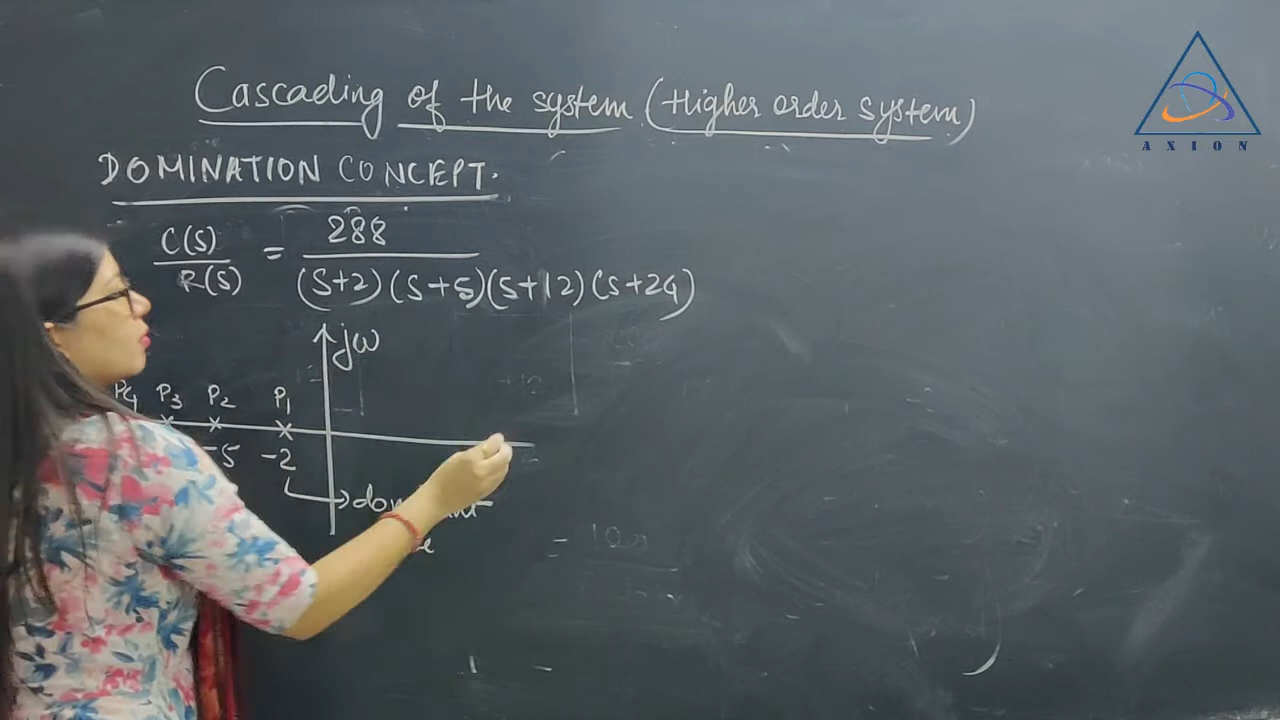 Cascading of the system (Higher order system)
AXION
DOMINATION CONCEPT.
C(S) / R(S) = 288 / (S+2)(S+5)(S+12)(S+24)
jω
P4 P3 P2 P1
-5 -2